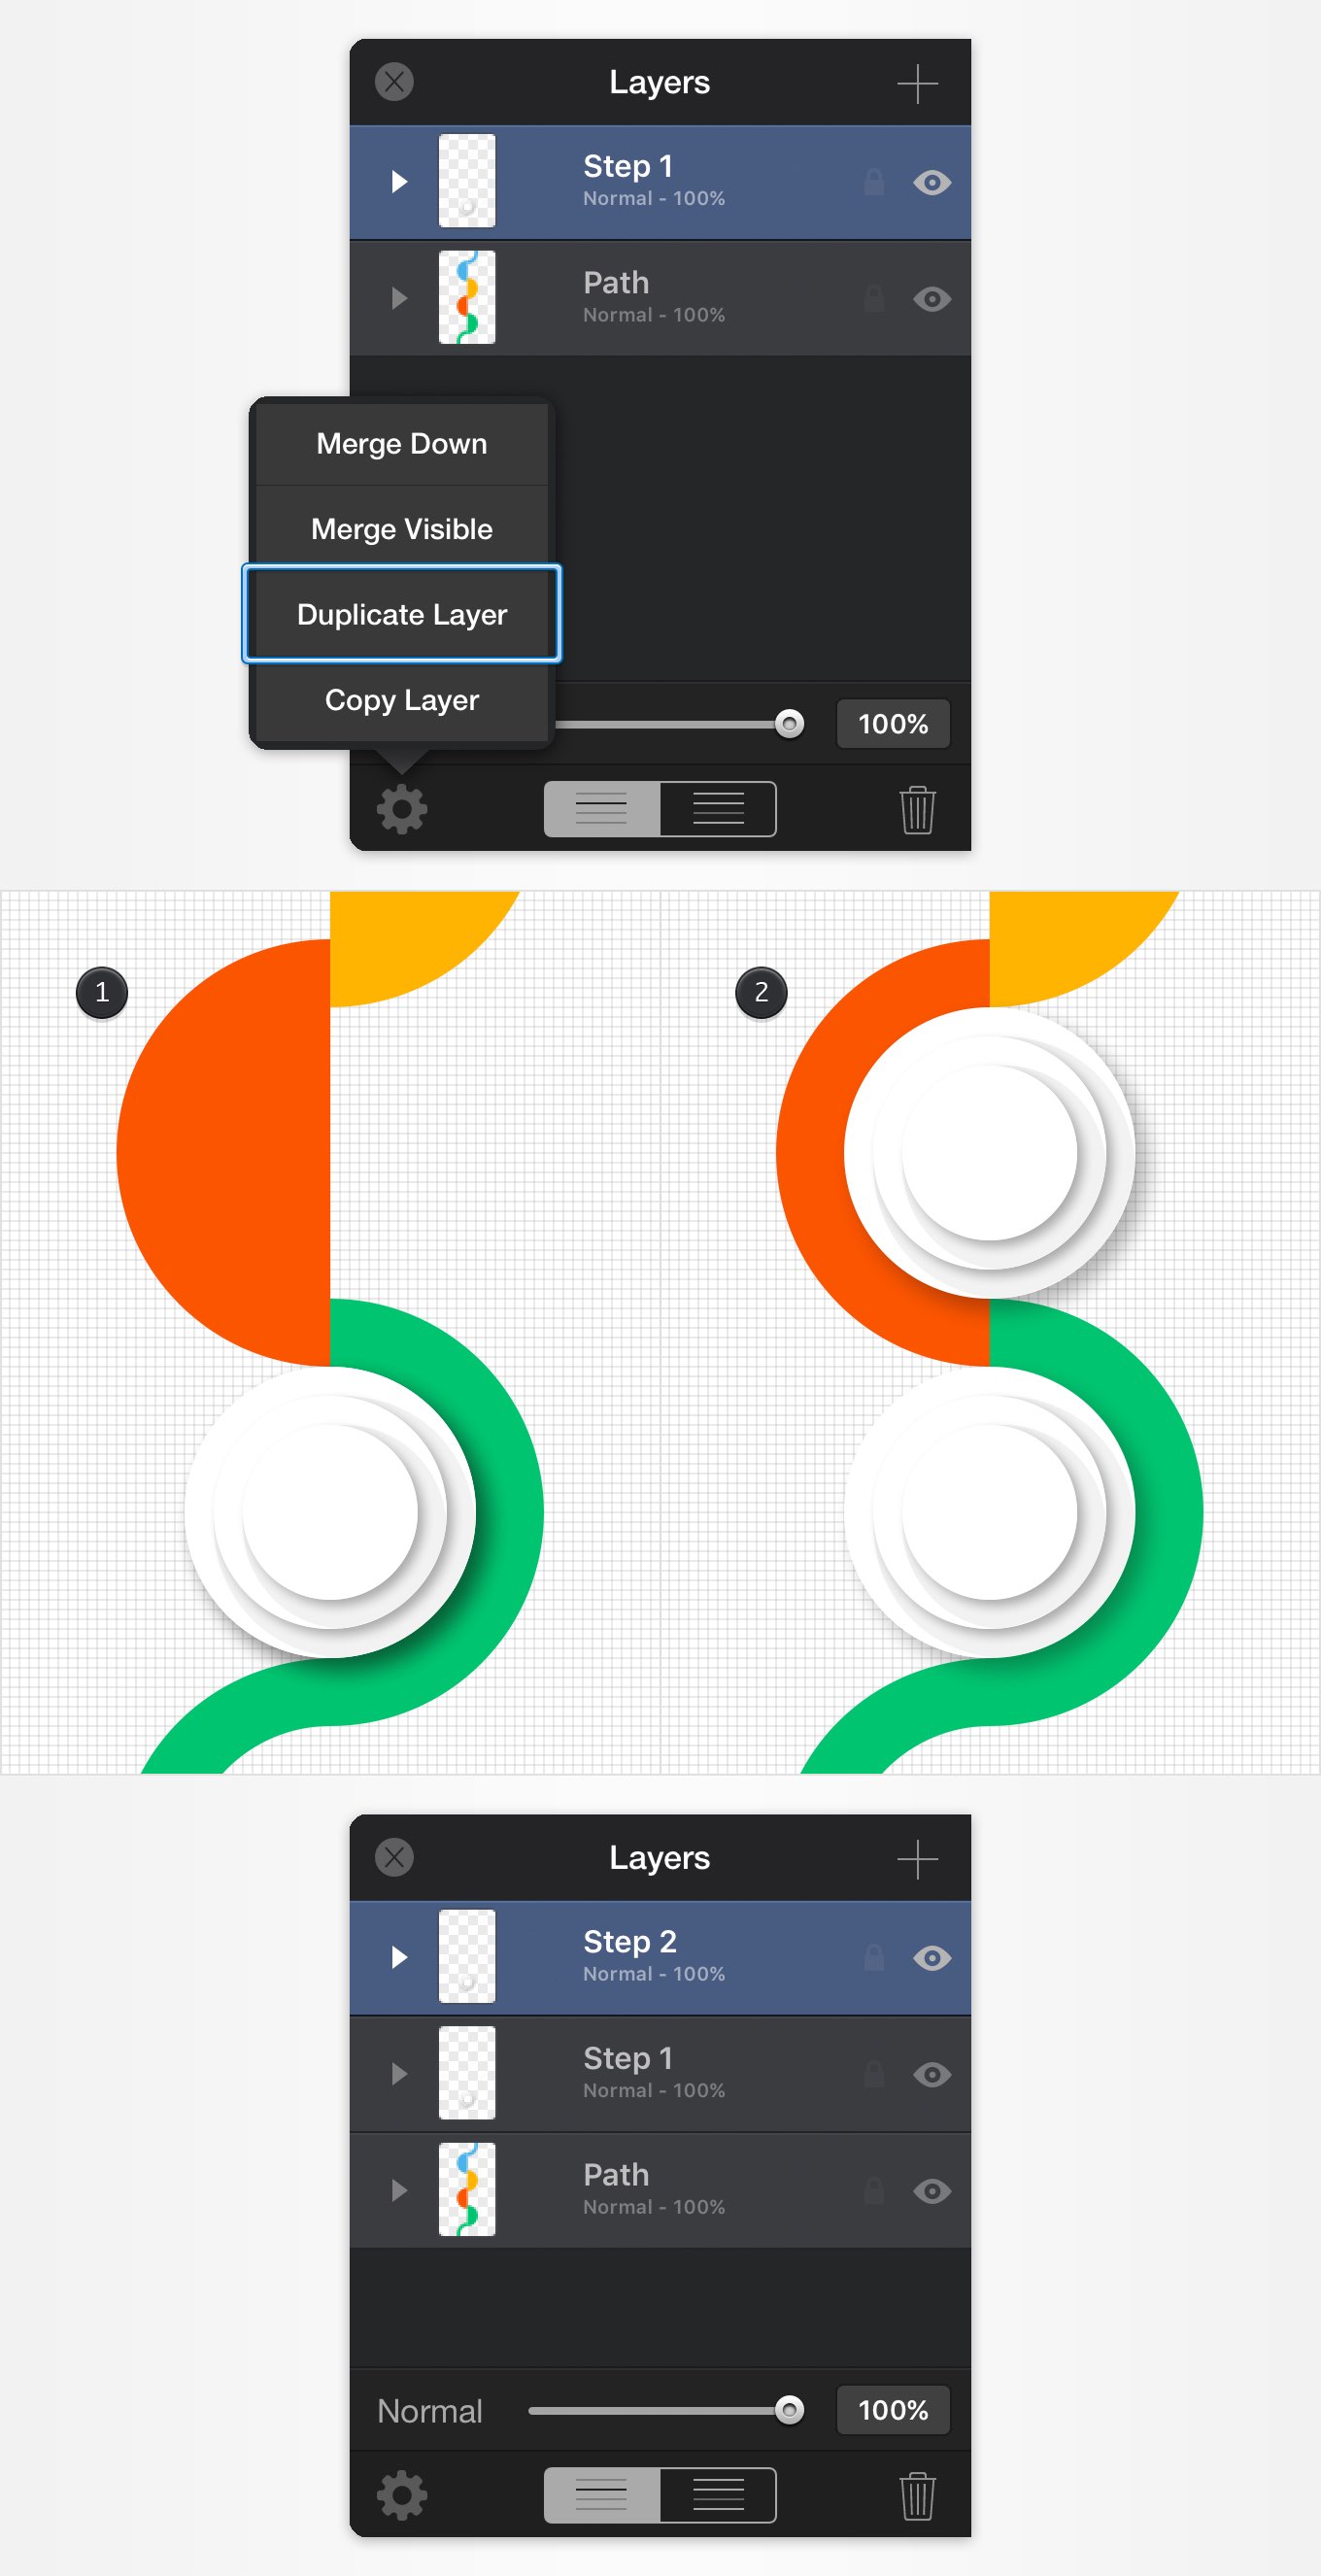 Layers
Step 1
Normal - 100%
Path
Normal - 100%
Merge Down
Merge Visible
Duplicate Layer
Copy Layer
100%
1
2
Layers
Step 2
Normal - 100%
Step 1
Normal - 100%
Path
Normal - 100%
Normal
100%